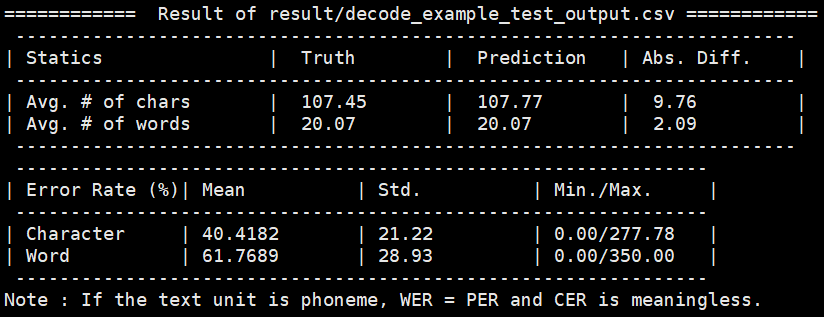 ============  Result of result/decode_example_test_output.csv ============
 -----------------------------------------------------------------------
| Statics               |  Truth        |  Prediction   | Abs. Diff.    |
 -----------------------------------------------------------------------
| Avg. # of chars       |  107.45       |  107.77       |  9.76         |
| Avg. # of words       |  20.07        |  20.07        |  2.09         |
 -----------------------------------------------------------------------
 ---------------------------------------------------------------
| Error Rate (%)| Mean          | Std.          | Min./Max.     |
 ---------------------------------------------------------------
| Character     | 40.4182       | 21.22         | 0.00/277.78   |
| Word          | 61.7689       | 28.93         | 0.00/350.00   |
 ---------------------------------------------------------------
Note : If the text unit is phoneme, WER = PER and CER is meaningless.